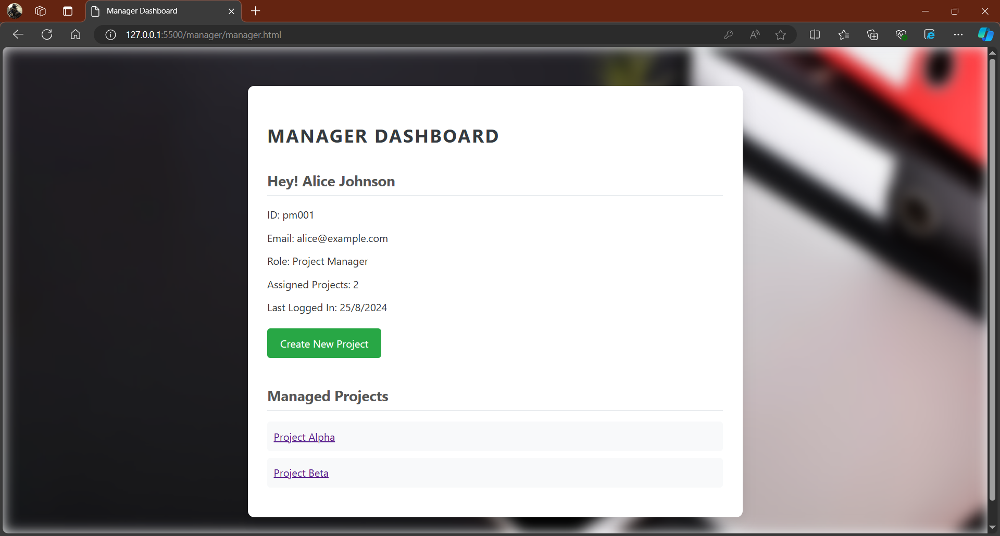 Manager Dashboard
127.0.0.1:5500/manager/manager.html
MANAGER DASHBOARD
Hey! Alice Johnson
ID: pm001
Email: alice@example.com
Role: Project Manager
Assigned Projects: 2
Last Logged In: 25/8/2024
Create New Project
Managed Projects
Project Alpha
Project Beta